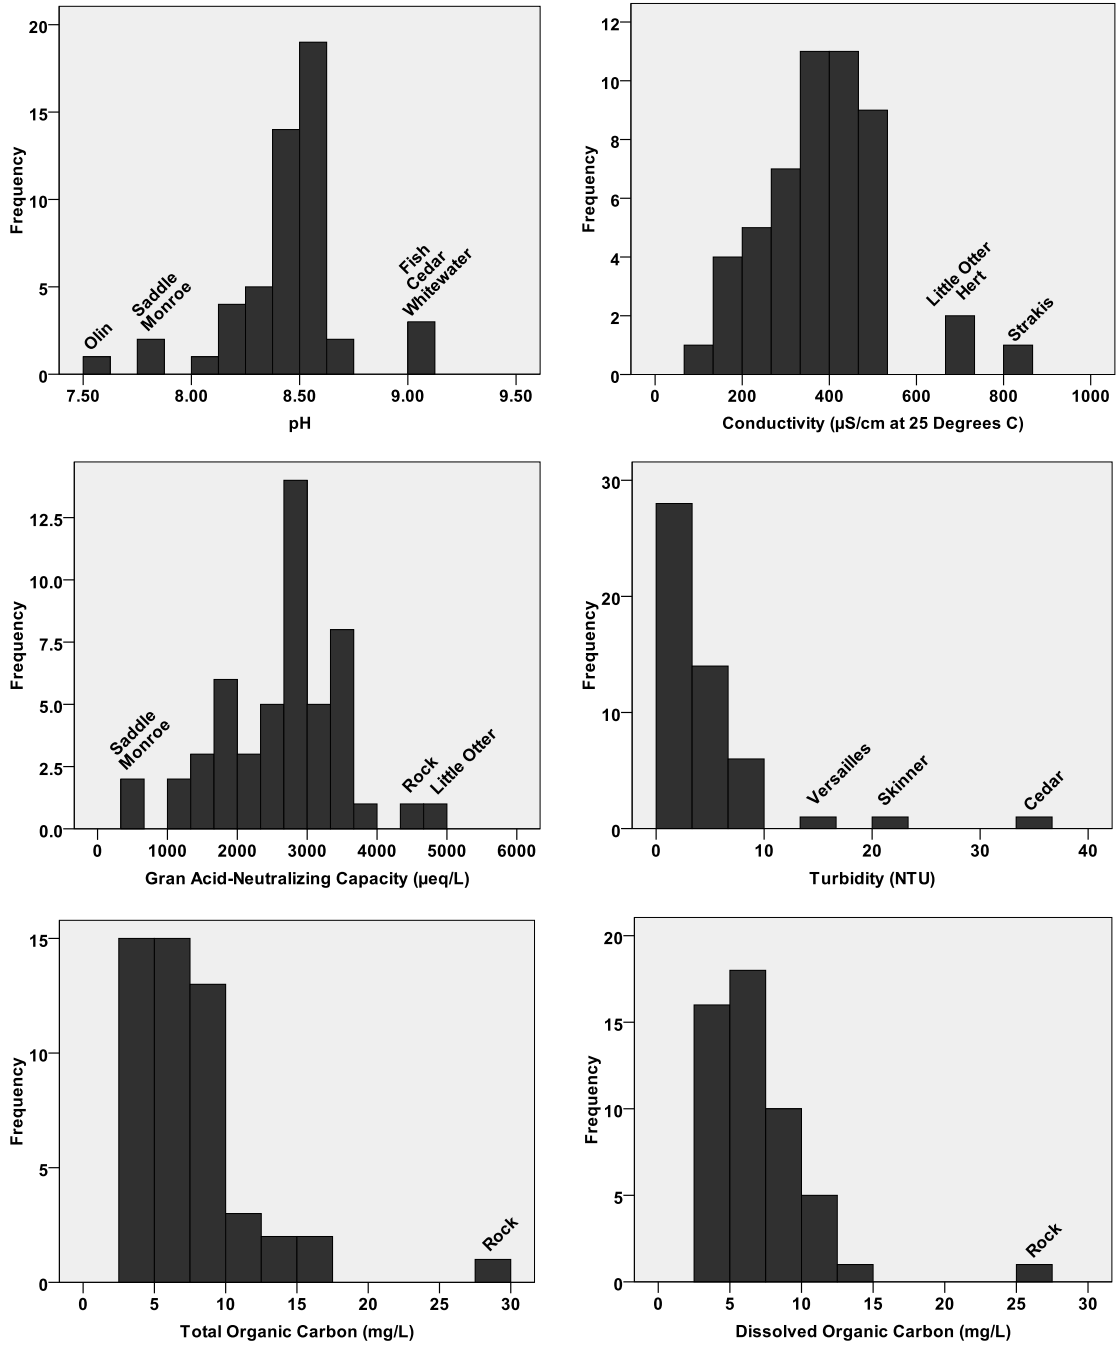 20
15
10
5
0
Frequency
Olin
Saddle
Monroe
Fish
Cedar
Whitewater
7.50
8.00
8.50
9.00
9.50
pH
12
10
8
6
4
2
0
Frequency
Little Otter
Hert
Strakis
0
200
400
600
800
1000
Conductivity (µS/cm at 25 Degrees C)
12.5
10.0
7.5
5.0
2.5
0.0
Frequency
Saddle
Monroe
Rock
Little Otter
0
1000
2000
3000
4000
5000
6000
Gran Acid-Neutralizing Capacity (µeq/L)
30
20
10
0
Frequency
Versailles
Skinner
Cedar
0
10
20
30
40
Turbidity (NTU)
15
10
5
0
Frequency
Rock
0
5
10
15
20
25
30
Total Organic Carbon (mg/L)
20
15
10
5
0
Frequency
Rock
0
5
10
15
20
25
30
Dissolved Organic Carbon (mg/L)